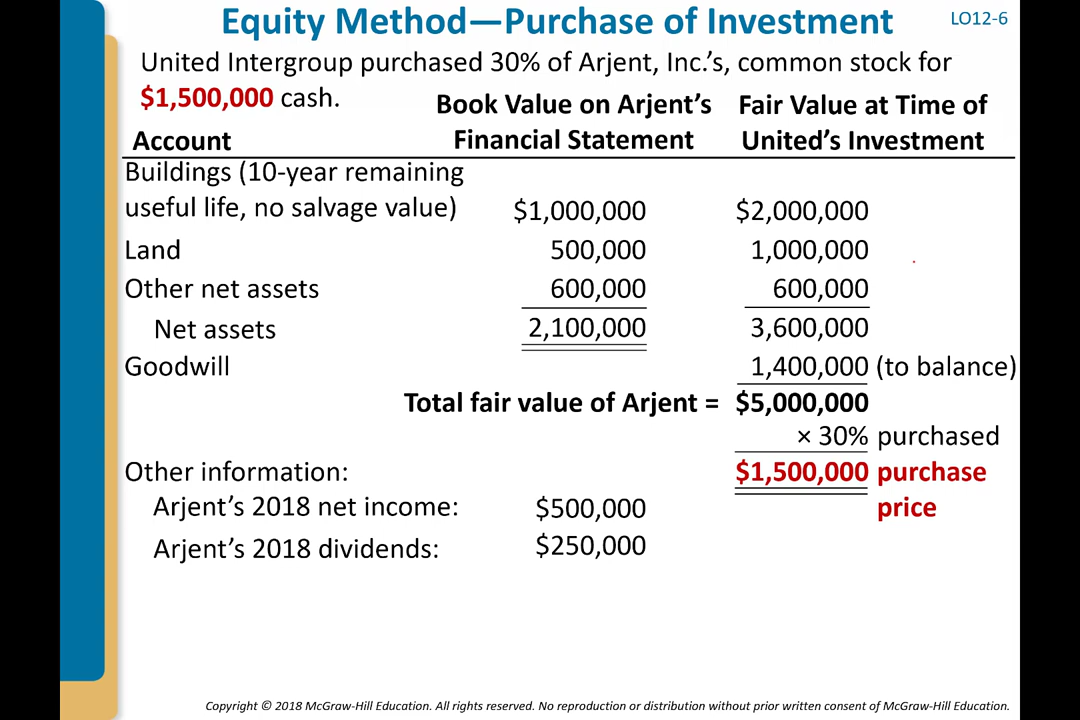 Equity Method—Purchase of Investment
LO12-6
United Intergroup purchased 30% of Arjent, Inc.'s, common stock for
$1,500,000 cash.
Account
Book Value on Arjent's
Financial Statement
Fair Value at Time of
United's Investment
Buildings (10-year remaining
useful life, no salvage value) $1,000,000 $2,000,000
Land 500,000 1,000,000
Other net assets 600,000 600,000
Net assets 2,100,000 3,600,000
Goodwill 1,400,000 (to balance)
Total fair value of Arjent = $5,000,000
× 30% purchased
Other information: $1,500,000 purchase
price
Arjent's 2018 net income: $500,000
Arjent's 2018 dividends: $250,000
Copyright © 2018 McGraw-Hill Education. All rights reserved. No reproduction or distribution without prior written consent of McGraw-Hill Education.